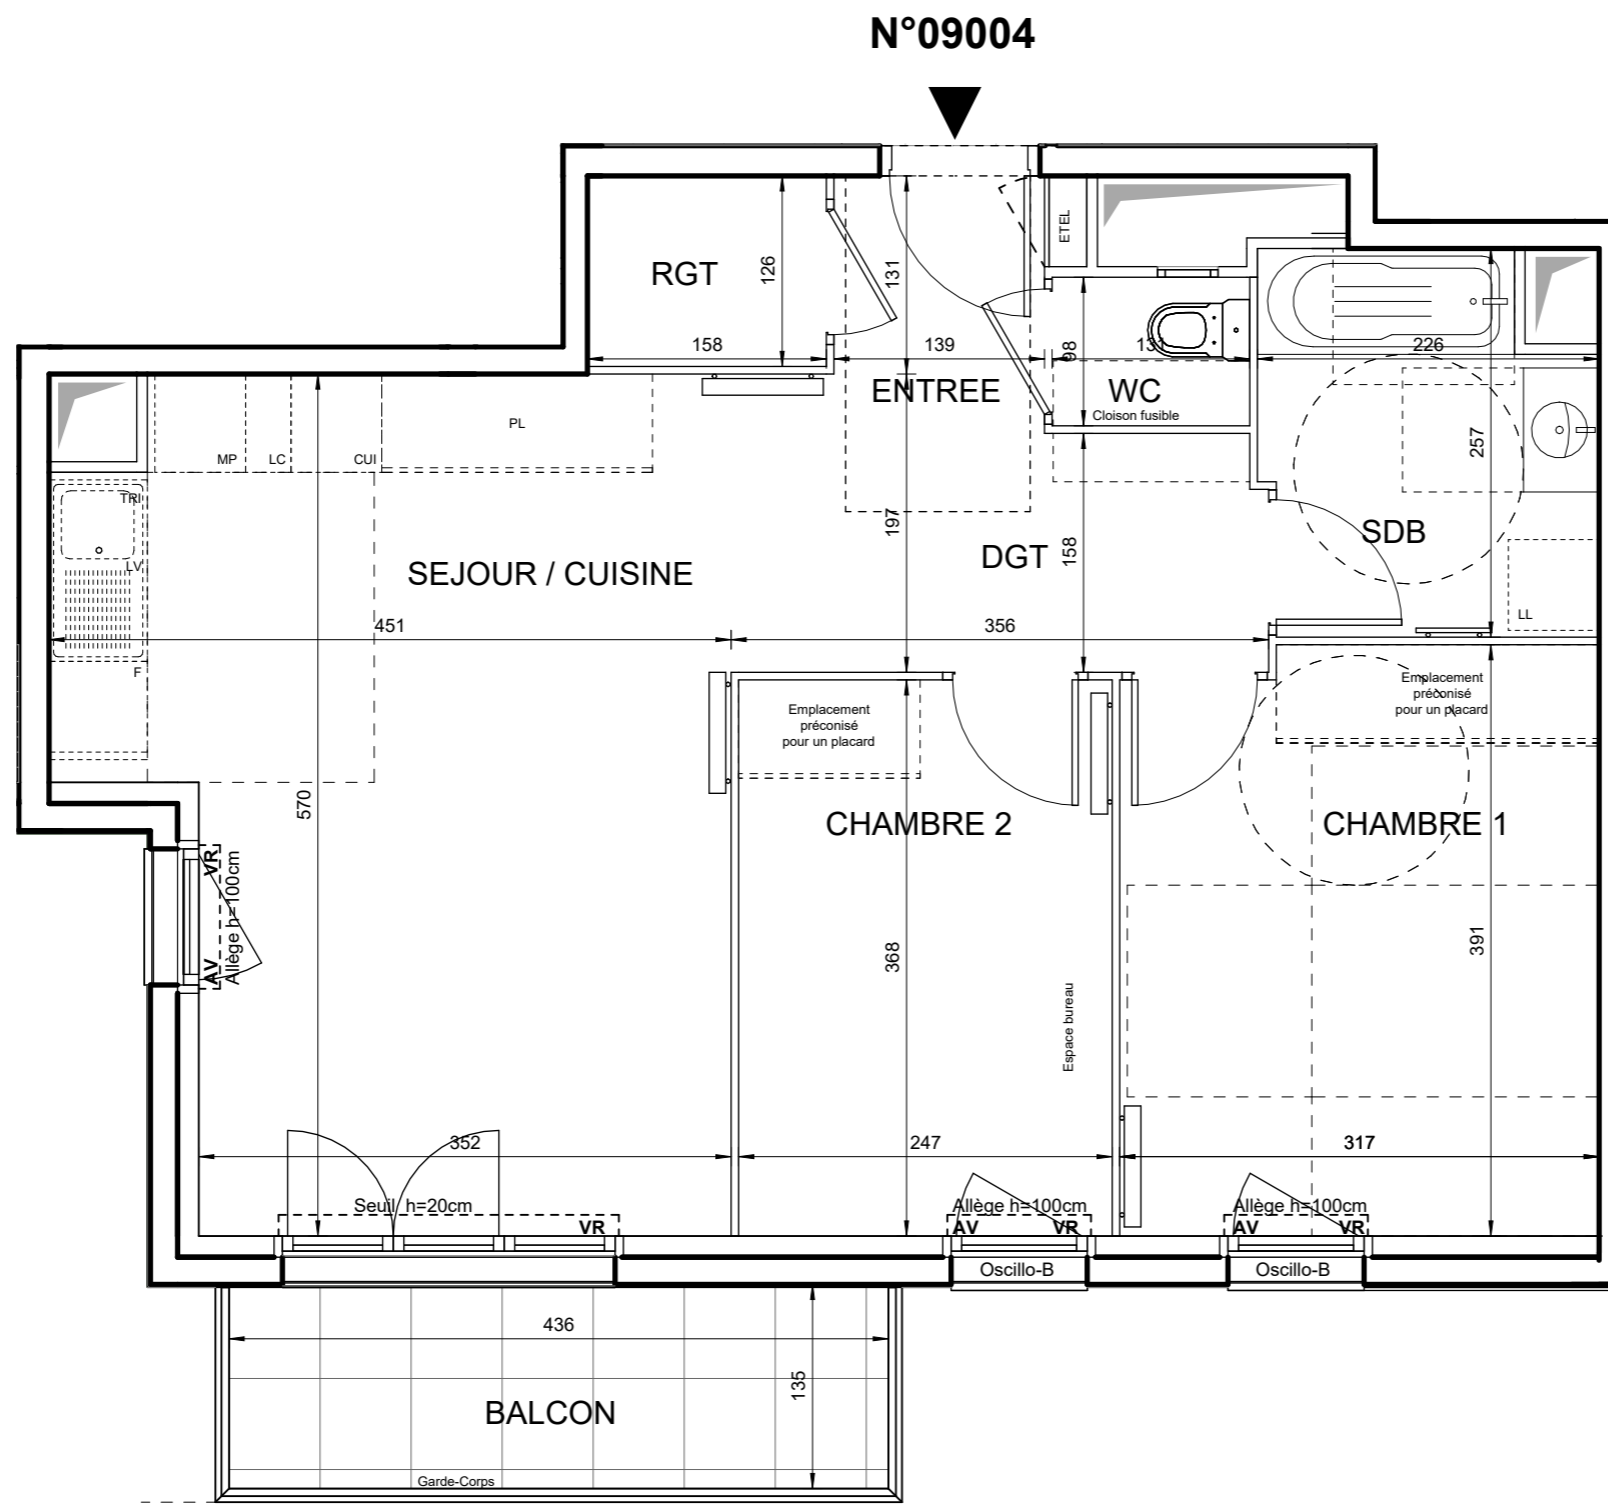 N°09004
RGT
126
131
ETEL
158
139
98
131
226
ENTREE
WC
Cloison fusible
PL
MP
LC
CUI
257
TRI
197
SDB
LV
SEJOUR / CUISINE
DGT
158
LL
451
356
F
Emplacement
préconisé
pour un placard
Emplacement
préconisé
pour un placard
570
CHAMBRE 2
CHAMBRE 1
VR
AV
Allège h=100cm
368
391
Espace bureau
352
247
317
Seuil h=20cm
VR
Allège h=100cm
AV
VR
Allège h=100cm
AV
VR
Oscillo-B
Oscillo-B
436
135
BALCON
Garde-Corps